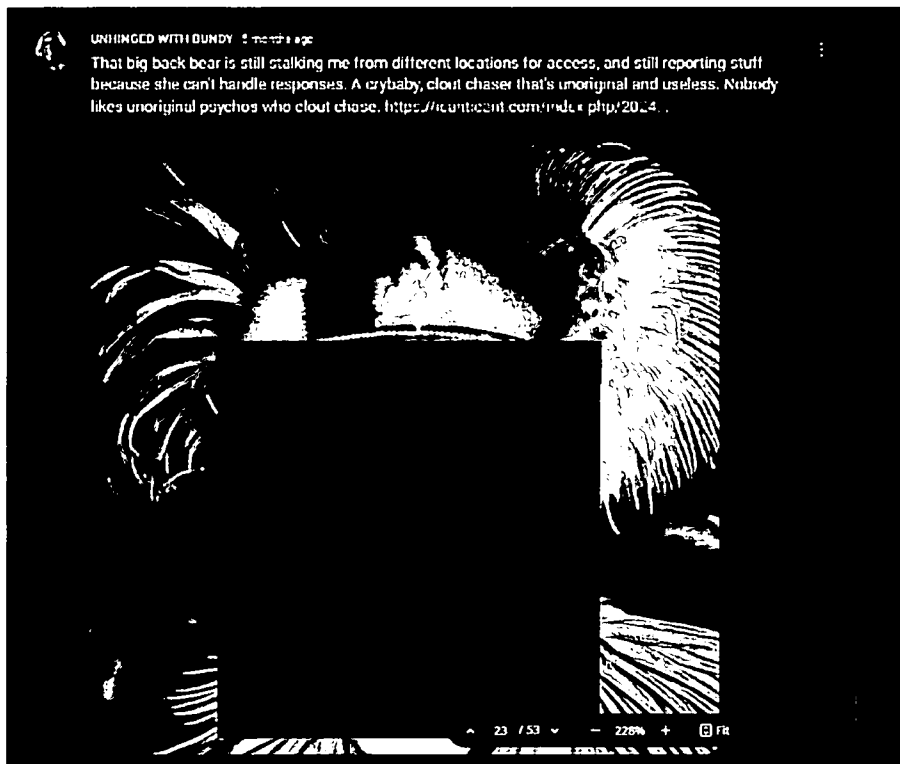 UNHINGED WITH BUNDY months ago
That big back bear is still stalking me from different locations for access, and still reporting stuff
because she can't handle responses. A crybaby, clout chaser that's unoriginal and useless. Nobody
likes unoriginal psychos who clout chase.
23 / 53 228% Fit